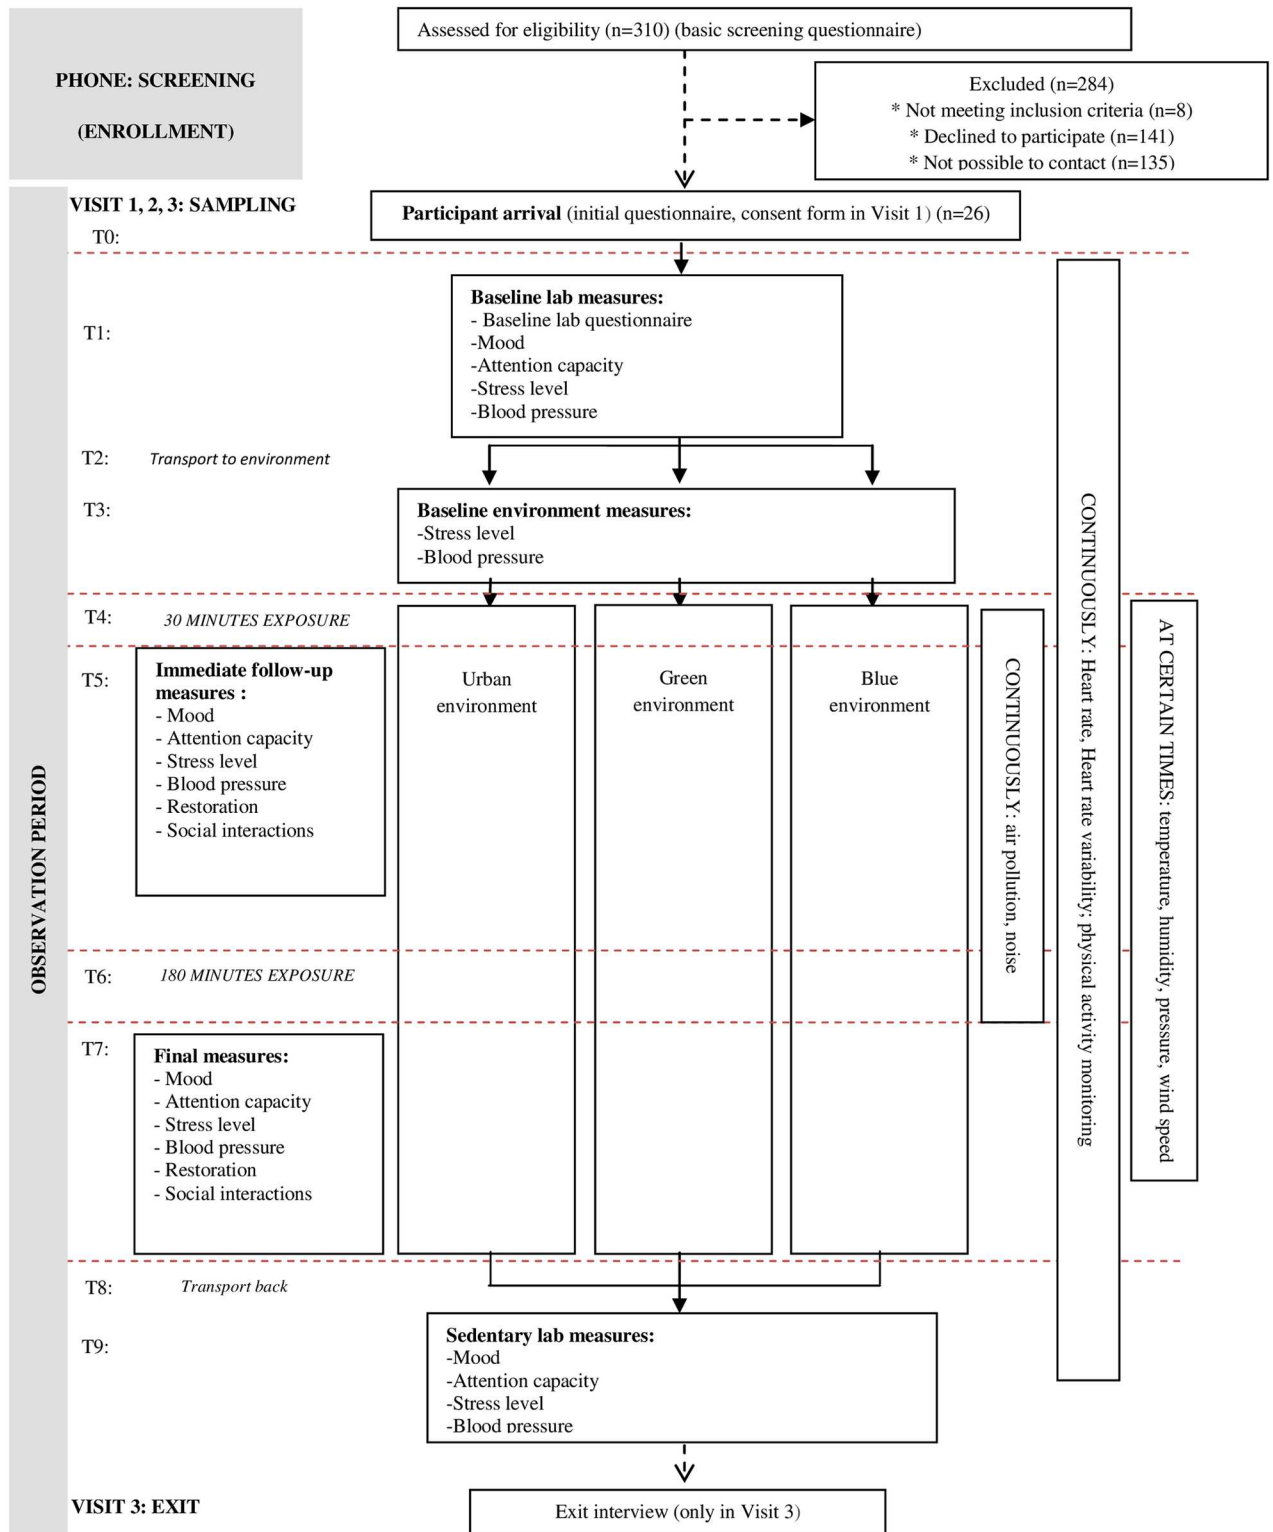 Assessed for eligibility (n=310) (basic screening questionnaire)
PHONE: SCREENING
(ENROLLMENT)
Excluded (n=284)
* Not meeting inclusion criteria (n=8)
* Declined to participate (n=141)
* Not possible to contact (n=135)
VISIT 1, 2, 3: SAMPLING
Participant arrival (initial questionnaire, consent form in Visit 1) (n=26)
T0:
OBSERVATION PERIOD
T1:
Baseline lab measures:
- Baseline lab questionnaire
-Mood
-Attention capacity
-Stress level
-Blood pressure
T2:
Transport to environment
T3:
Baseline environment measures:
-Stress level
-Blood pressure
T4:
30 MINUTES EXPOSURE
T5:
Immediate follow-up
measures :
- Mood
- Attention capacity
- Stress level
- Blood pressure
- Restoration
- Social interactions
Urban
environment
Green
environment
Blue
environment
CONTINUOUSLY: air pollution, noise
CONTINUOUSLY: Heart rate, Heart rate variability; physical activity monitoring
AT CERTAIN TIMES: temperature, humidity, pressure, wind speed
T6:
180 MINUTES EXPOSURE
T7:
Final measures:
- Mood
- Attention capacity
- Stress level
- Blood pressure
- Restoration
- Social interactions
T8:
Transport back
T9:
Sedentary lab measures:
-Mood
-Attention capacity
-Stress level
-Blood pressure
VISIT 3: EXIT
Exit interview (only in Visit 3)